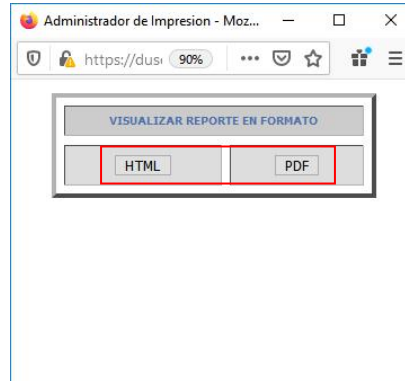 Administrador de Impresion - Moz...
https://dus 90%
VISUALIZAR REPORTE EN FORMATO
HTML PDF